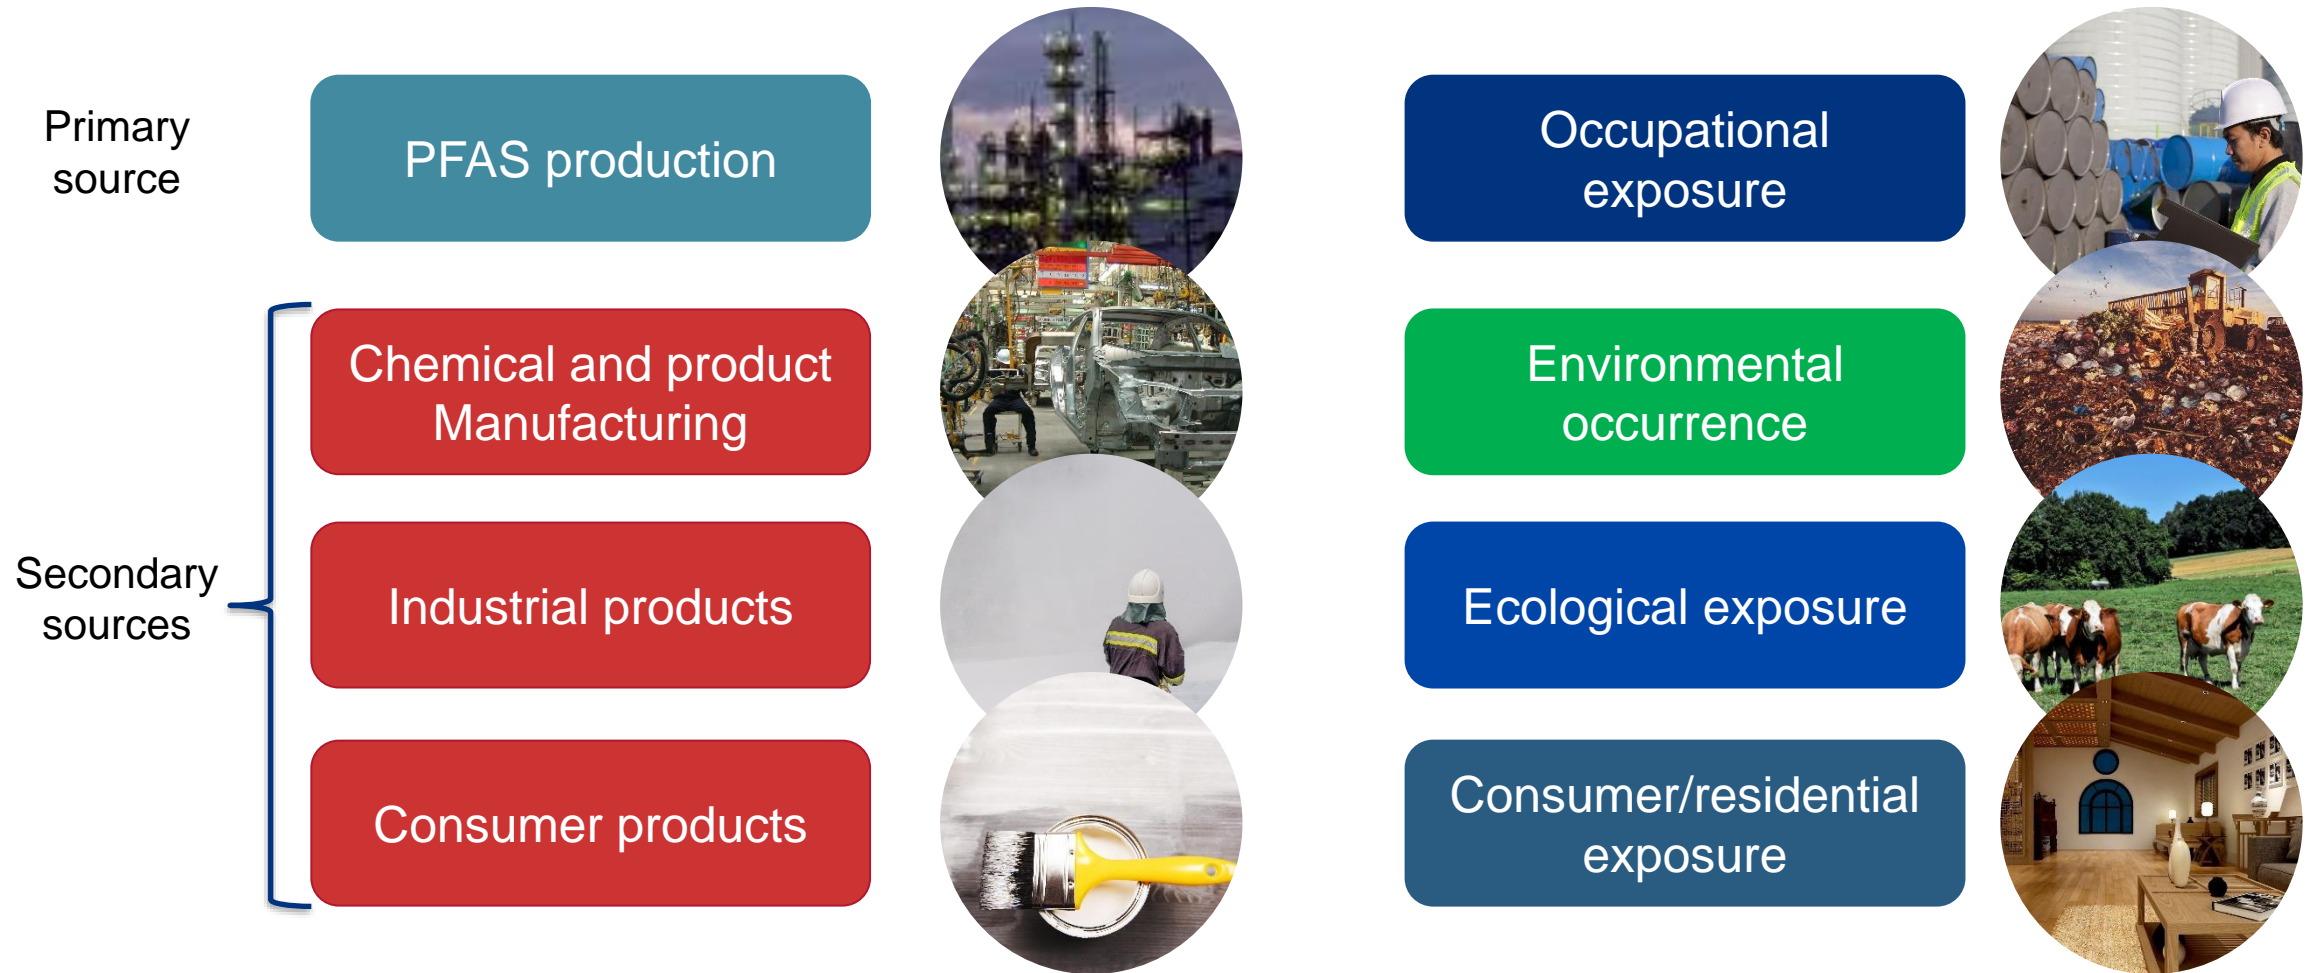 Primary
source
PFAS production
Occupational
exposure
Secondary
sources
Chemical and product
Manufacturing
Environmental
occurrence
Industrial products
Ecological exposure
Consumer products
Consumer/residential
exposure